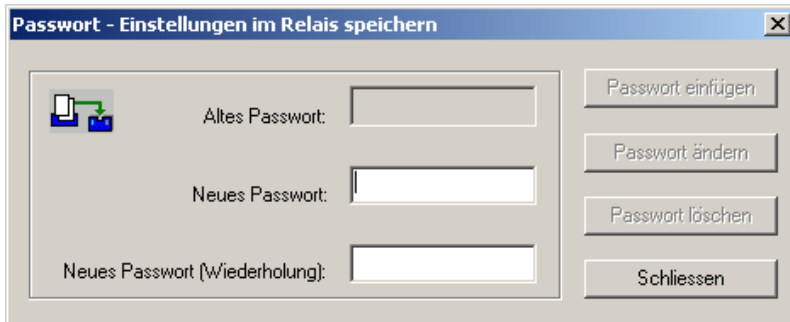 Passwort - Einstellungen im Relais speichern
Altes Passwort:
Neues Passwort:
Neues Passwort (Wiederholung):
Passwort einfügen
Passwort ändern
Passwort löschen
Schliessen